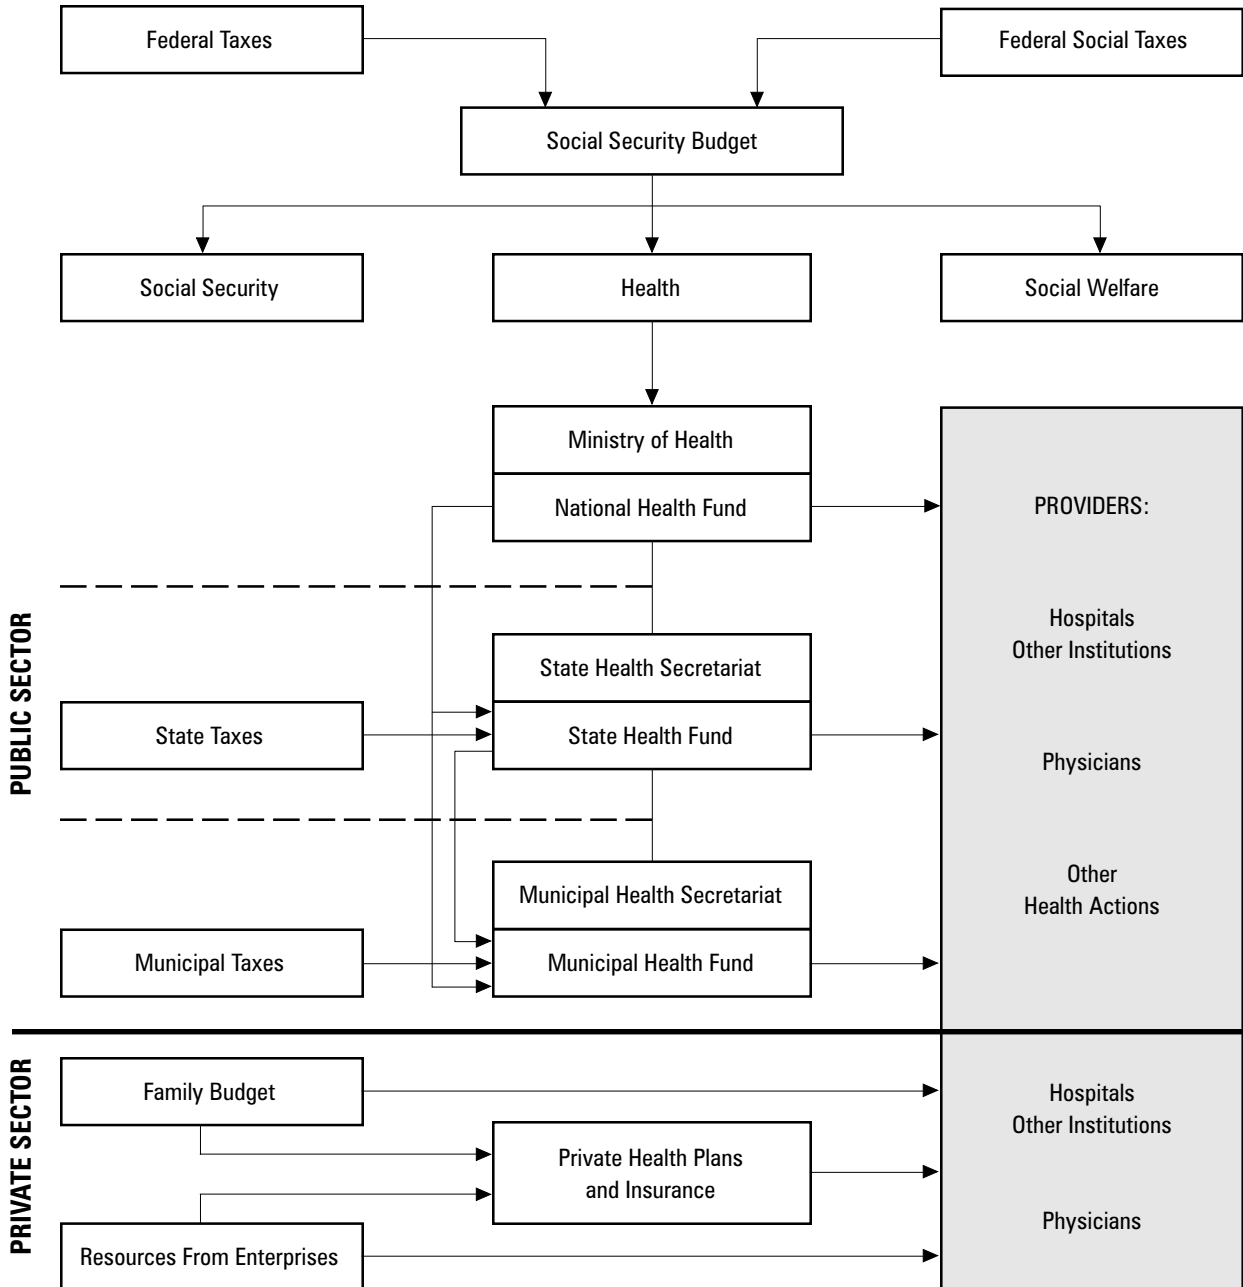 Federal Taxes
Federal Social Taxes
Social Security Budget
Social Security
Health
Social Welfare
Ministry of Health
National Health Fund
PROVIDERS:
Hospitals
Other Institutions
PUBLIC SECTOR
State Health Secretariat
State Taxes
State Health Fund
Physicians
Other
Health Actions
Municipal Health Secretariat
Municipal Taxes
Municipal Health Fund
PRIVATE SECTOR
Family Budget
Hospitals
Other Institutions
Private Health Plans
and Insurance
Physicians
Resources From Enterprises